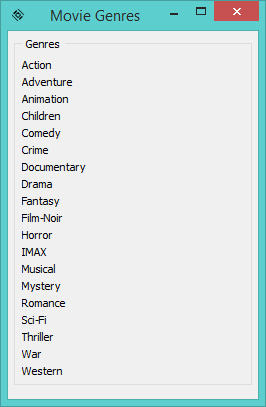 Movie Genres
Genres
Action
Adventure
Animation
Children
Comedy
Crime
Documentary
Drama
Fantasy
Film-Noir
Horror
IMAX
Musical
Mystery
Romance
Sci-Fi
Thriller
War
Western